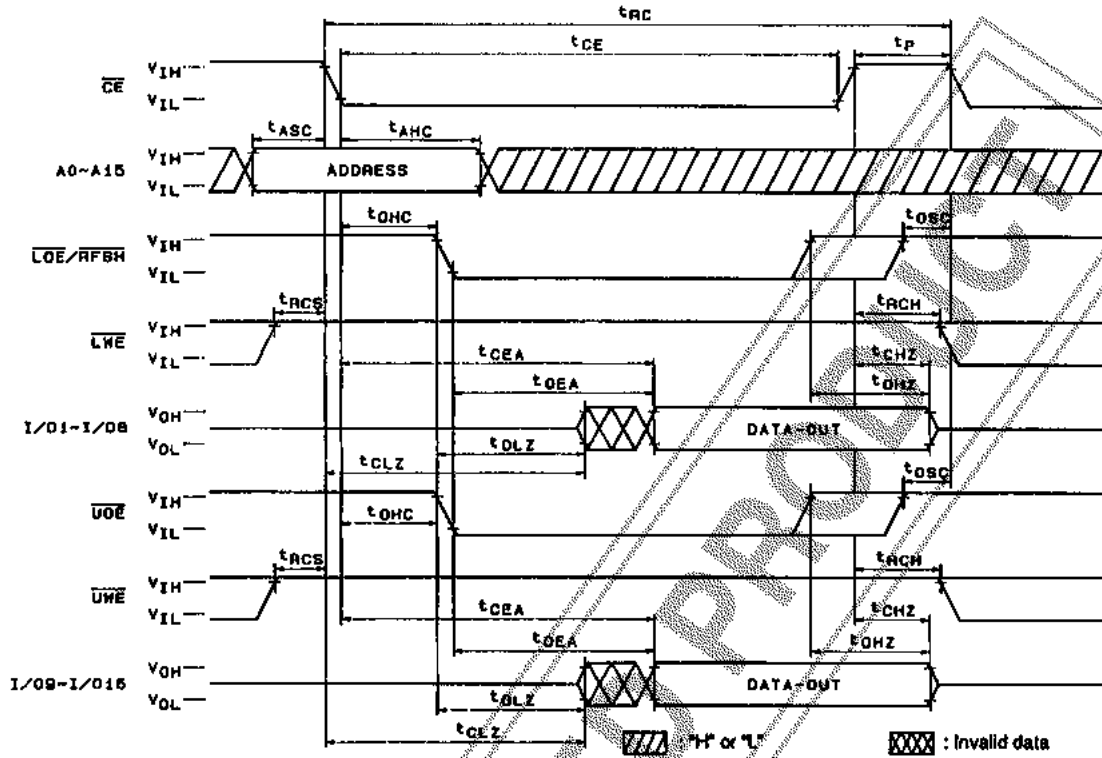 tRC
tCE
tP
CE
VIH
VIL
tASC
tAHC
A0~A15
VIH
VIL
ADDRESS
tOHC
tOSC
LOE/RFSH
VIH
VIL
tRCS
tRCH
LWE
VIH
VIL
tCEA
tCHZ
tOEA
tOHZ
I/O1~I/O8
VOH
VOL
DATA-OUT
tOLZ
tCLZ
tOSC
UOE
VIH
VIL
tOHC
tRCS
tRCH
UWE
VIH
VIL
tCEA
tCHZ
tOEA
tOHZ
I/O9~I/O16
VOH
VOL
DATA-OUT
tOLZ
tCLZ
: "H" or "L"
: Invalid data
PRODUCT